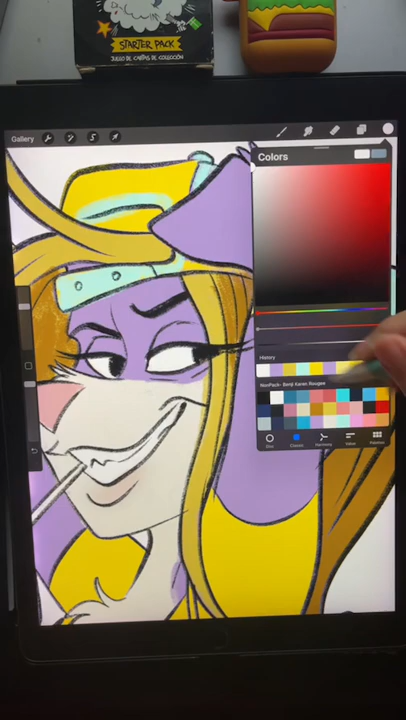 STARTER PACK
JUEGO DE CARTAS DE COLECCIÓN
Gallery
Colors
History
Disc
Classic
Harmony
Value
Palettes